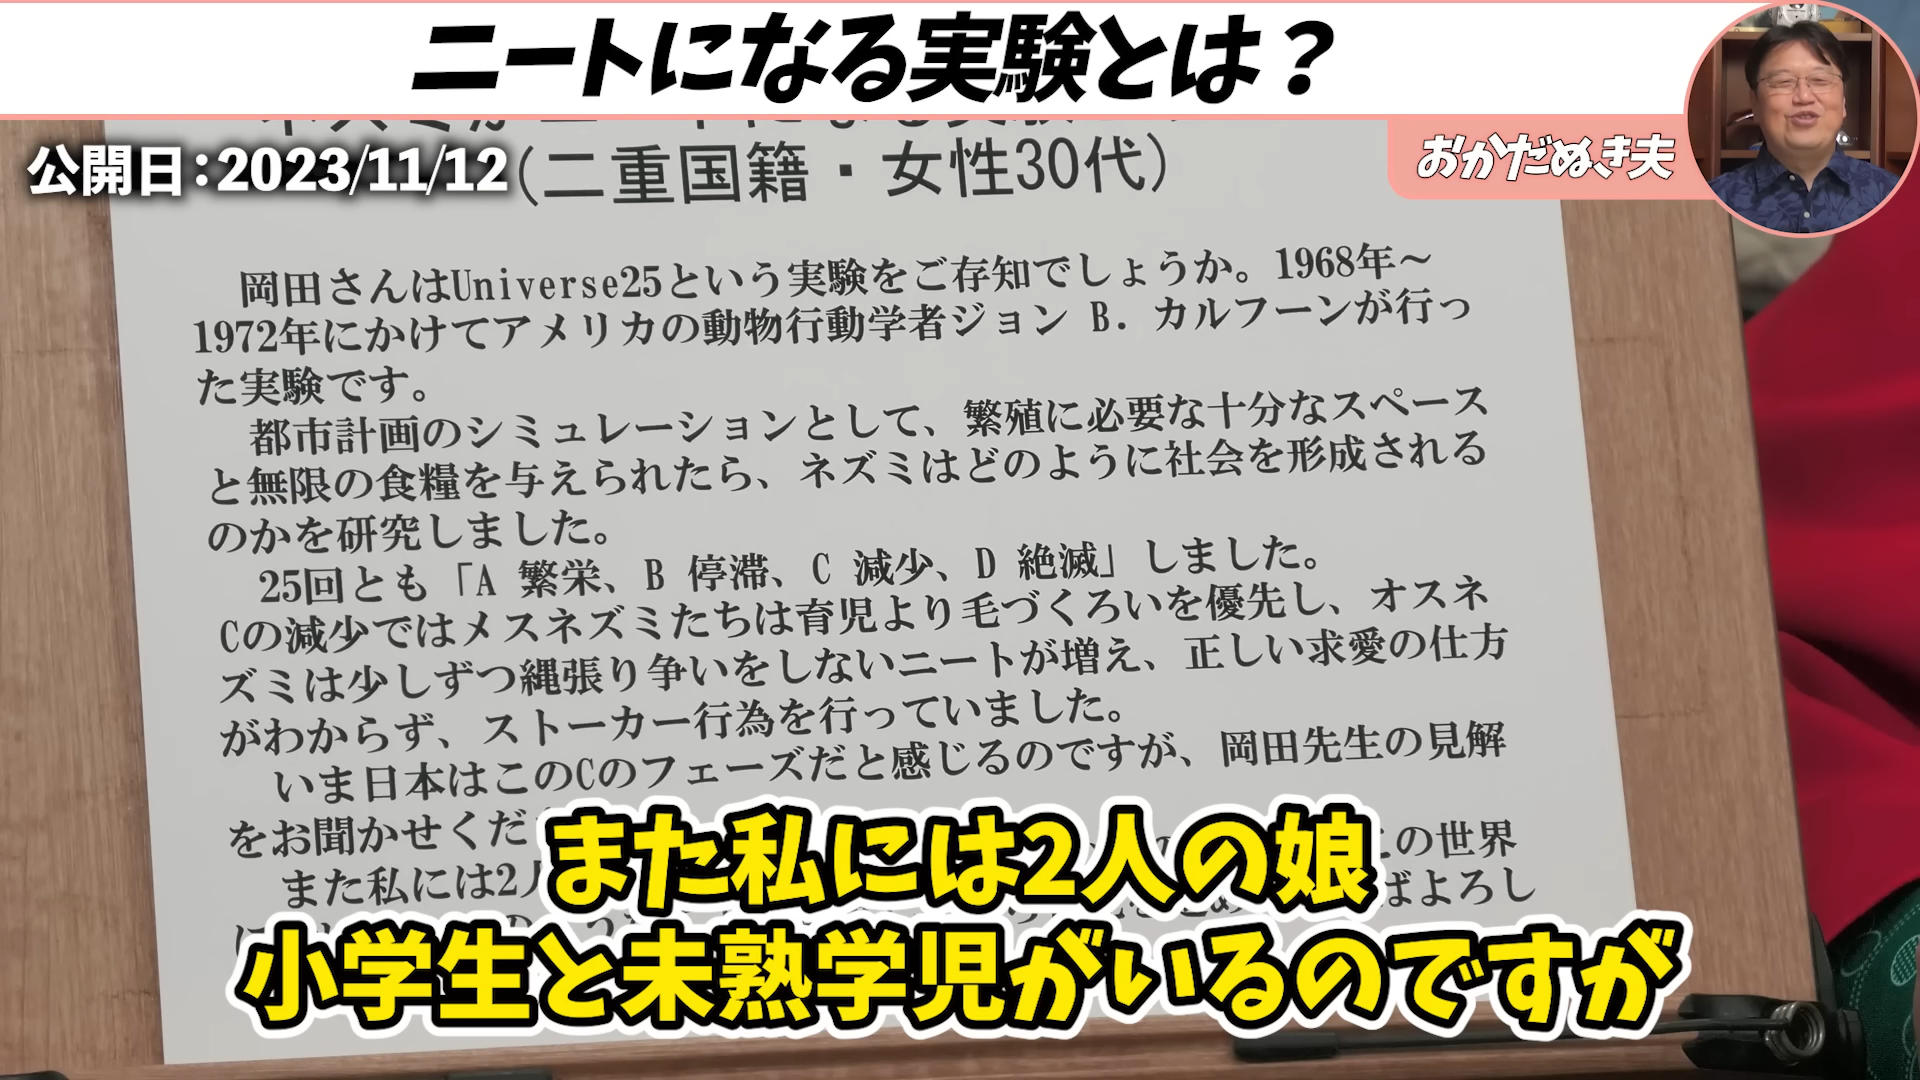 ニートになる実験とは？
公開日：2023/11/12
おかだぬき夫
(二重国籍・女性30代)
岡田さんはUniverse25という実験をご存知でしょうか。1968年～
1972年にかけてアメリカの動物行動学者ジョン B. カルフーンが行っ
た実験です。
都市計画のシミュレーションとして、繁殖に必要な十分なスペース
と無限の食糧を与えられたら、ネズミはどのように社会を形成される
のかを研究しました。
25回とも「A 繁栄、B 停滞、C 減少、D 絶滅」しました。
Cの減少ではメスネズミたちは育児より毛づくろいを優先し、オスネ
ズミは少しずつ縄張り争いをしないニートが増え、正しい求愛の仕方
がわからず、ストーカー行為を行っていました。
いま日本はこのCのフェーズだと感じるのですが、岡田先生の見解
をお聞かせくだ
の世界
また私には2人
ばよろし
また私には2人の娘
小学生と未熟学児がいるのですが